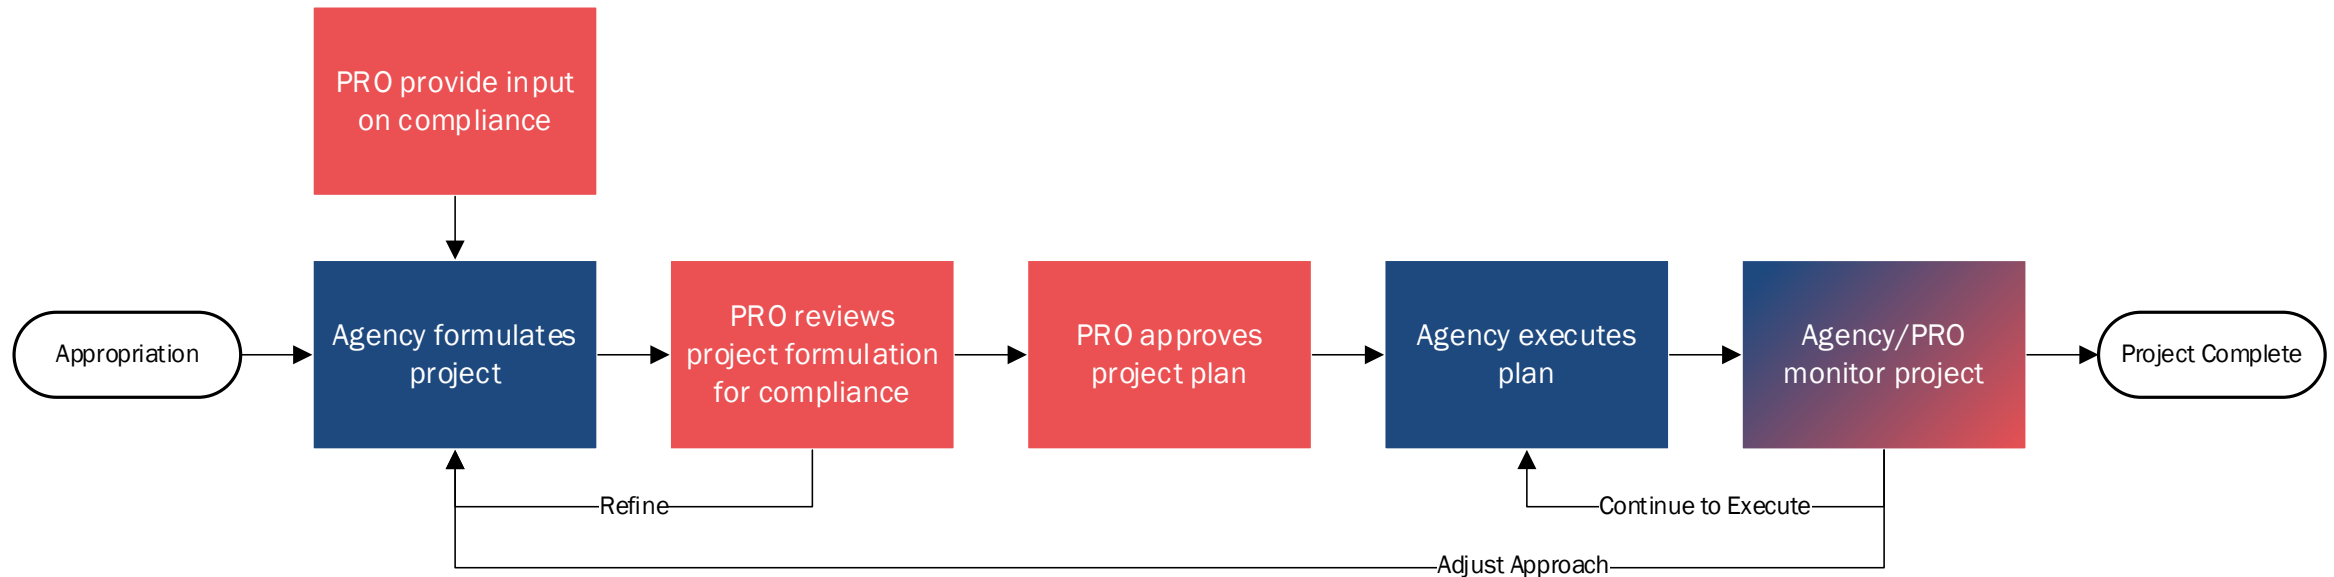 PRO provide input
on compliance
Appropriation
Agency formulates
project
PRO reviews
project formulation
for compliance
PRO approves
project plan
Agency executes
plan
Agency/PRO
monitor project
Project Complete
Refine
Continue to Execute
Adjust Approach